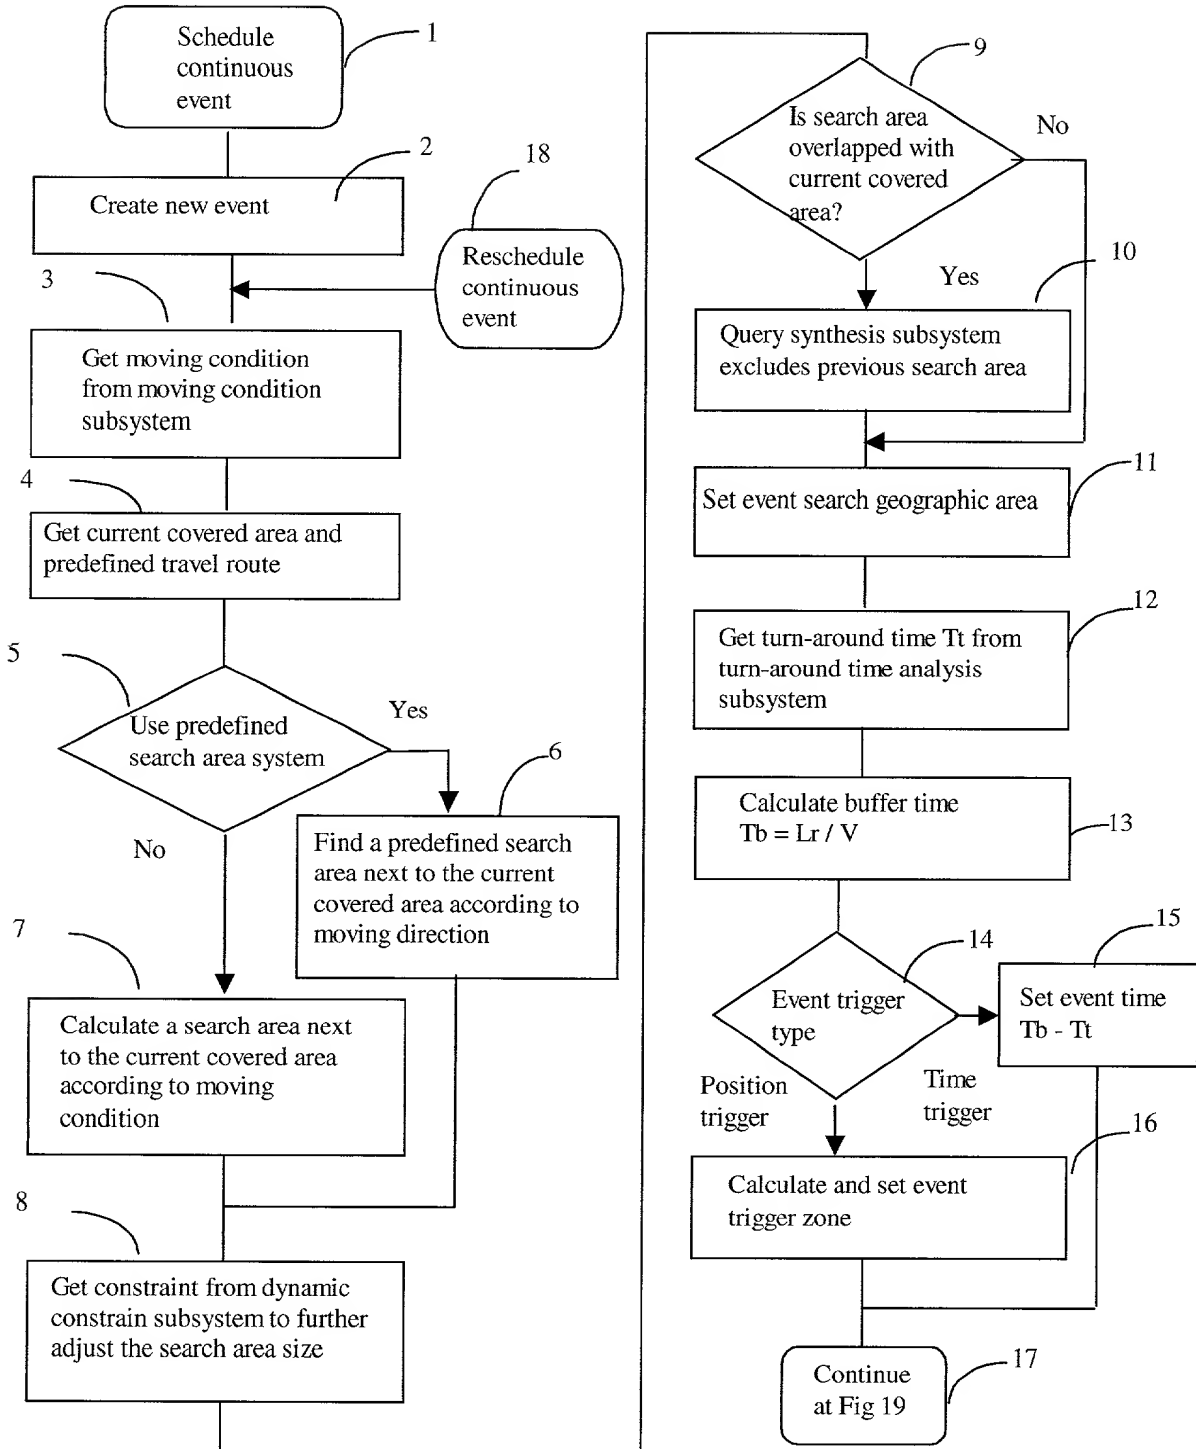 Schedule
continuous
event
1
2
Create new event
18
Reschedule
continuous
event
3
Get moving condition
from moving condition
subsystem
4
Get current covered area and
predefined travel route
5
Use predefined
search area system
Yes
No
6
Find a predefined search
area next to the current
covered area according to
moving direction
7
Calculate a search area next
to the current covered area
according to moving
condition
8
Get constraint from dynamic
constrain subsystem to further
adjust the search area size
9
Is search area
overlapped with
current covered
area?
No
Yes
10
Query synthesis subsystem
excludes previous search area
11
Set event search geographic area
12
Get turn-around time Tt from
turn-around time analysis
subsystem
Calculate buffer time
Tb = Lr / V
13
14
Event trigger
type
15
Set event time
Tb - Tt
Position
trigger
Time
trigger
16
Calculate and set event
trigger zone
17
Continue
at Fig 19